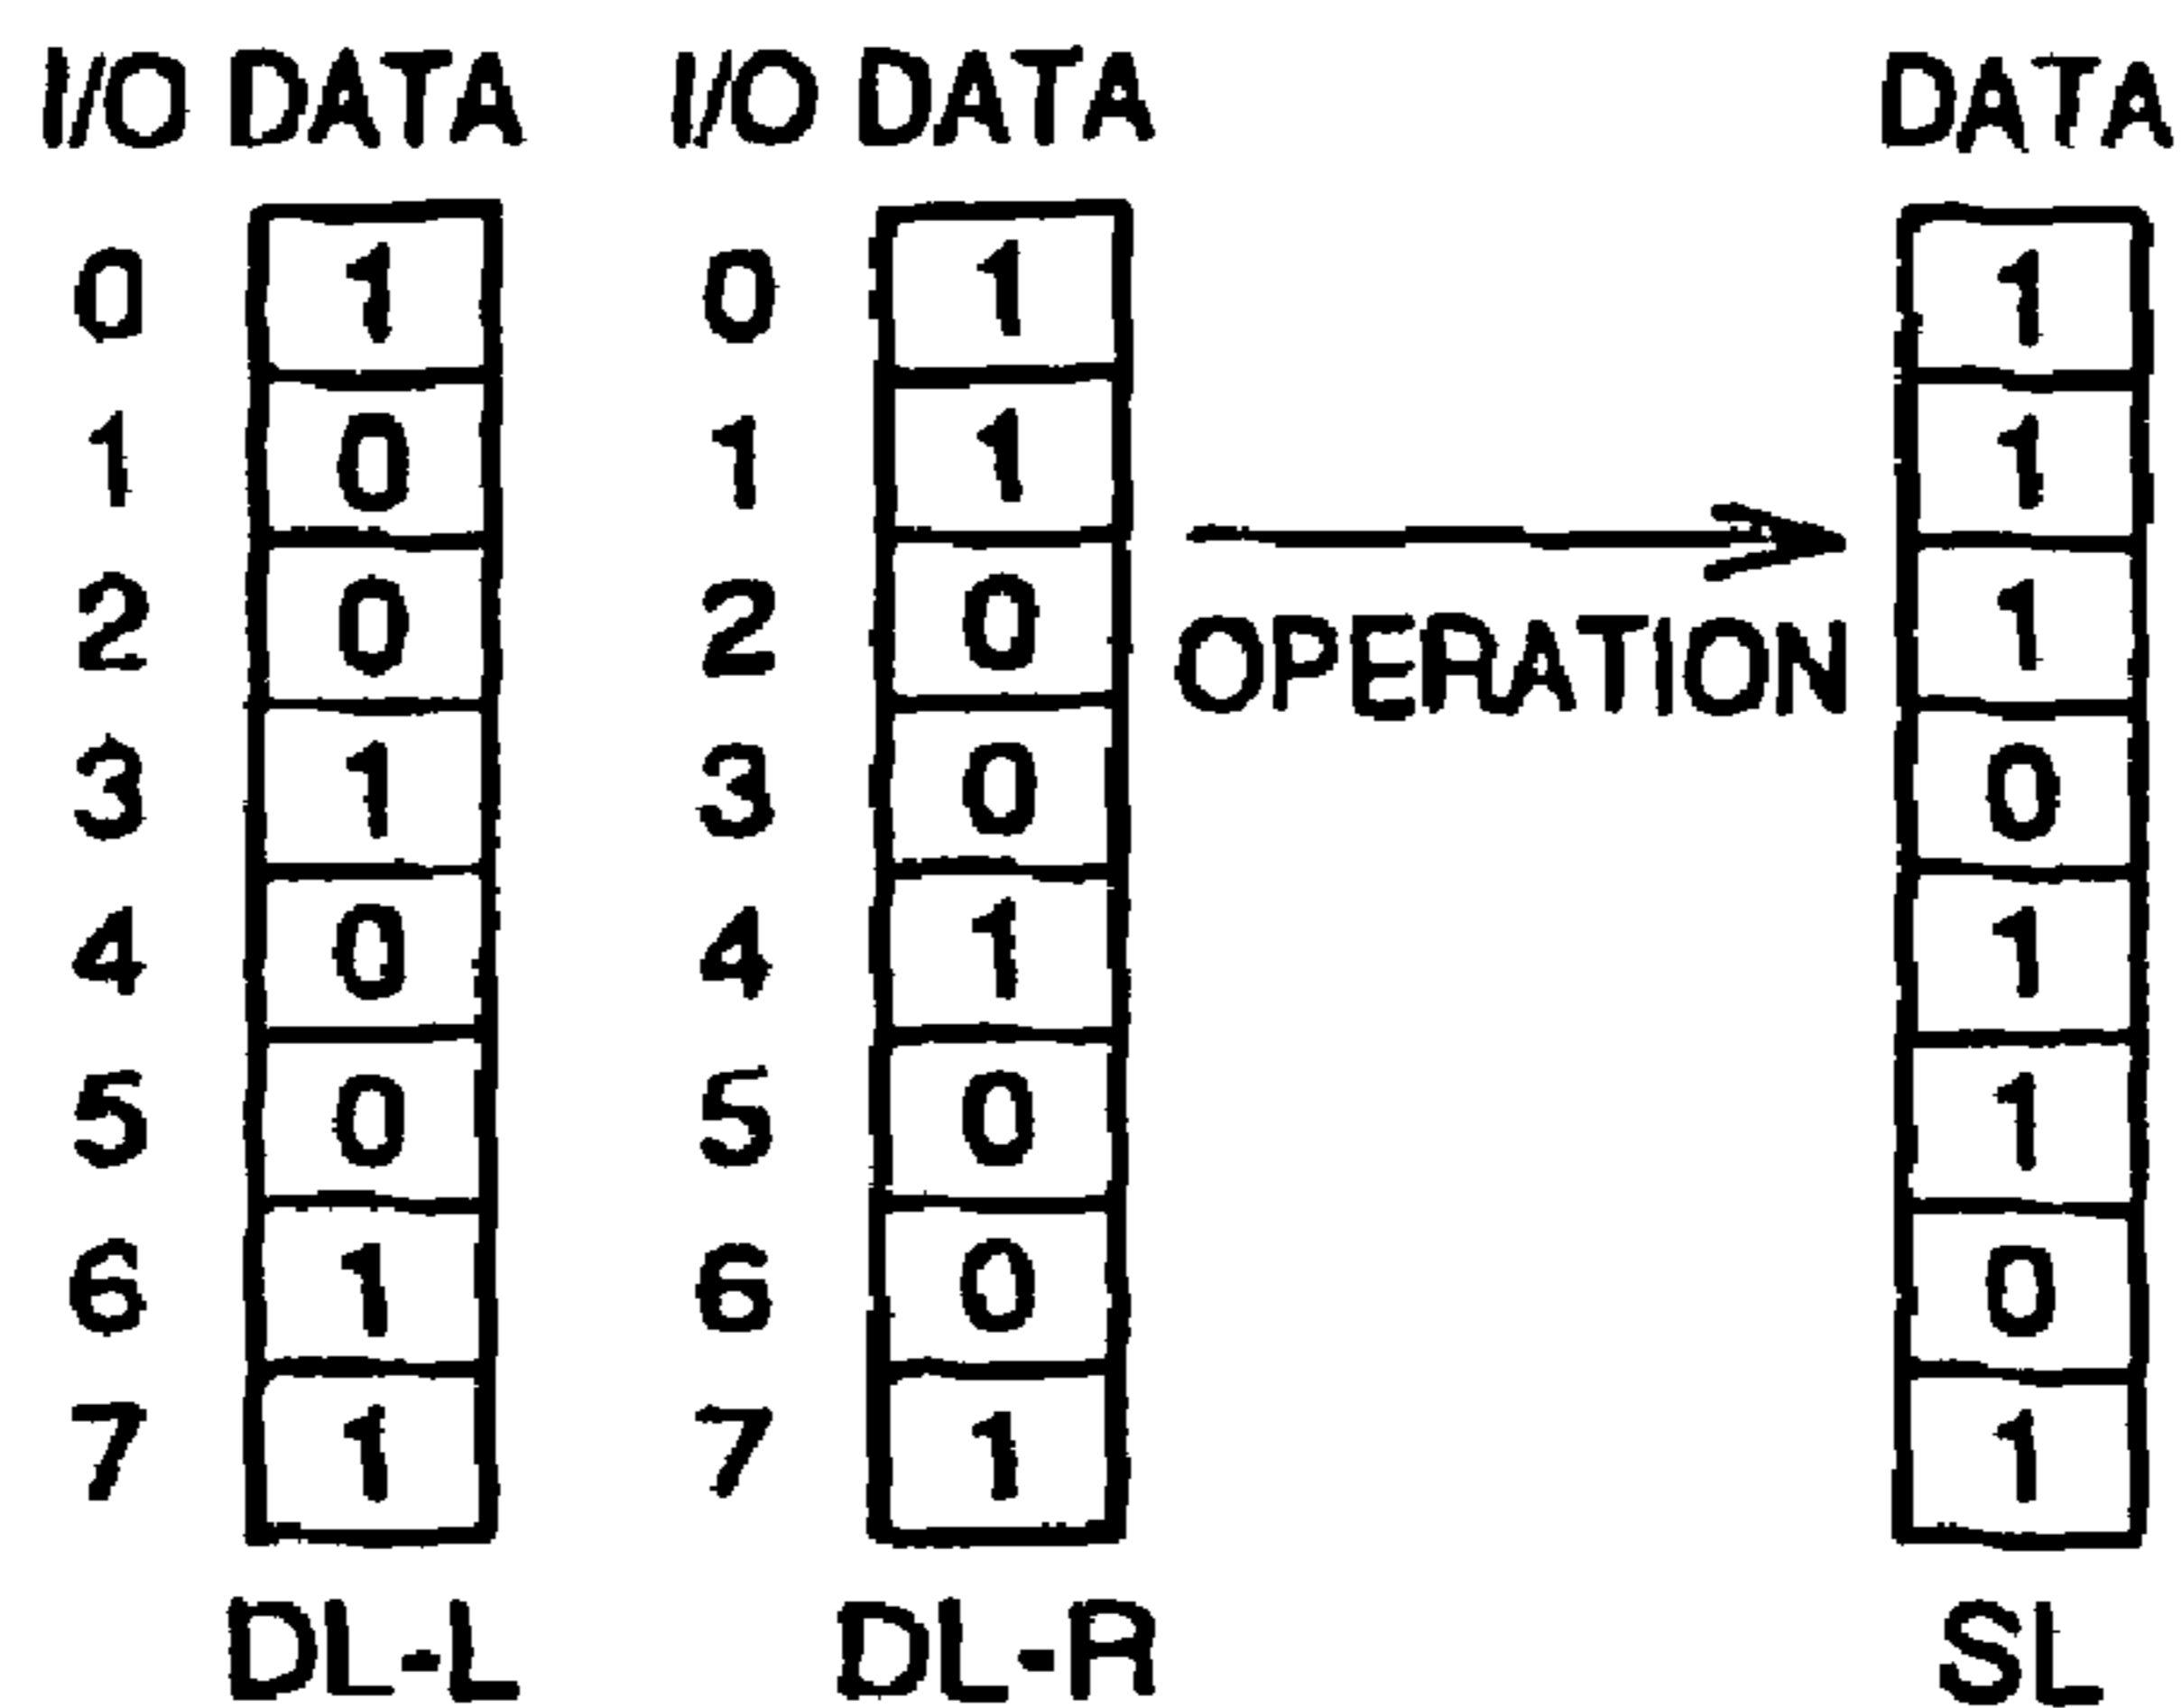 I/O DATA I/O DATA DATA
0 1 0 1 1
1 0 1 1 1
2 0 2 0 1
OPERATION
3 1 3 0 0
4 0 4 1 1
5 0 5 0 1
6 1 6 0 0
7 1 7 1 1
DL-L DL-R SL